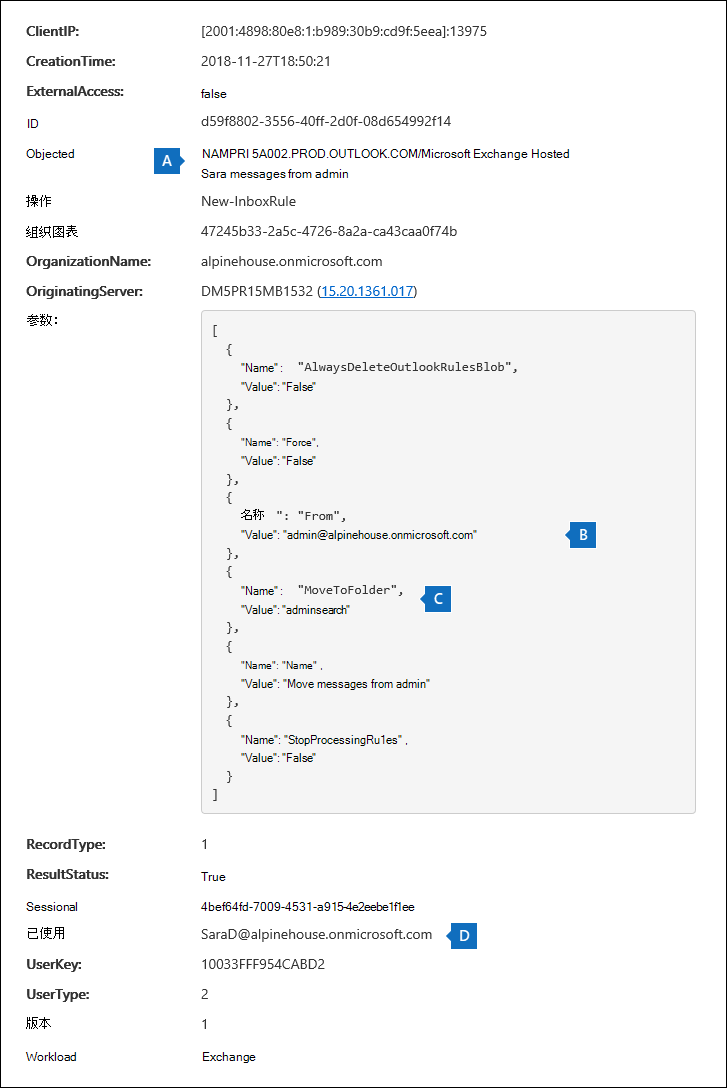 ClientIP: [2001:4898:80e8:1:b989:30b9:cd9f:5eea]:13975
CreationTime: 2018-11-27T18:50:21
ExternalAccess: false
ID d59f8802-3556-40ff-2d0f-08d654992f14
Objected A NAMPRI 5A002.PROD.OUTLOOK.COM/Microsoft Exchange Hosted
Sara messages from admin
操作 New-InboxRule
组织图表 47245b33-2a5c-4726-8a2a-ca43caa0f74b
OrganizationName: alpinehouse.onmicrosoft.com
OriginatingServer: DM5PR15MB1532 (15.20.1361.017)
参数:
[
{
"Name": "AlwaysDeleteOutlookRulesBlob",
"Value": "False"
},
{
"Name": "Force",
"Value": "False"
},
{
名称 ": "From",
"Value": "admin@alpinehouse.onmicrosoft.com" B
},
{
"Name": "MoveToFolder",
"Value": "adminsearch" C
},
{
"Name": "Name" ,
"Value": "Move messages from admin"
},
{
"Name": "StopProcessingRu1es" ,
"Value": "False"
}
]
RecordType: 1
ResultStatus: True
Sessional 4bef64fd-7009-4531-a915-4e2eebe1f1ee
已使用 SaraD@alpinehouse.onmicrosoft.com D
UserKey: 10033FFF954CABD2
UserType: 2
版本 1
Workload Exchange